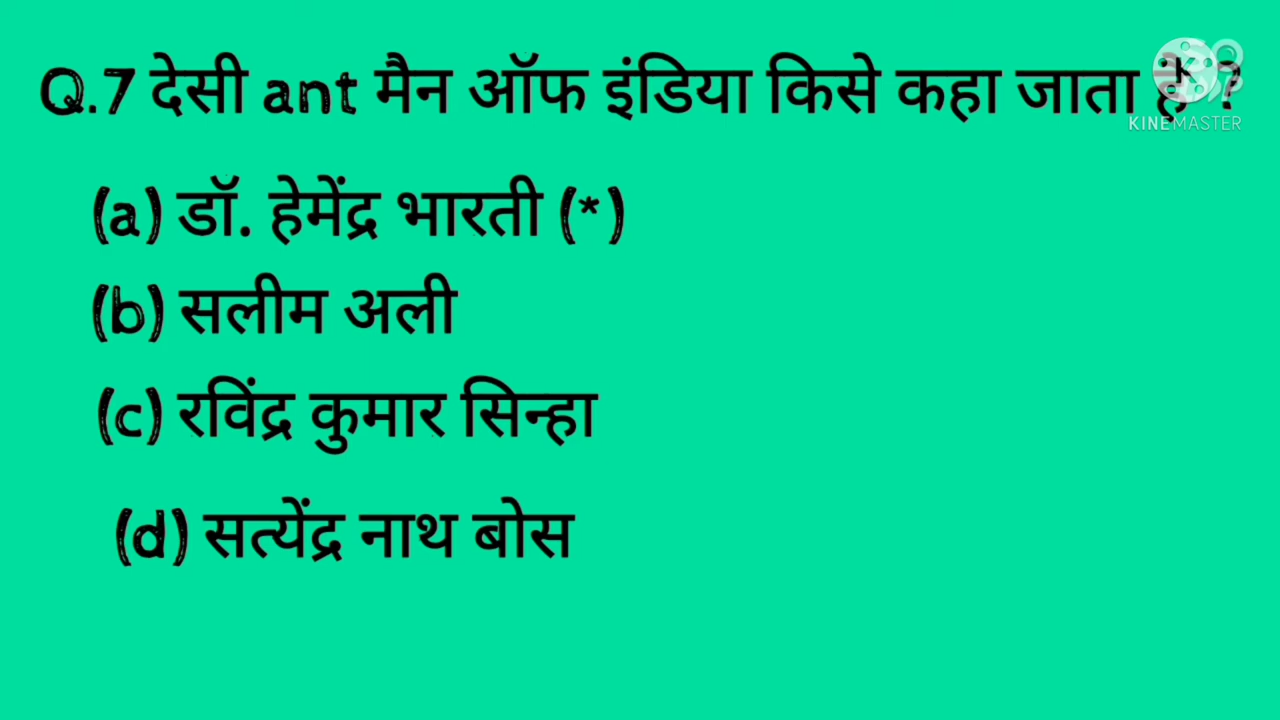 Q.7 देसी ant मैन ऑफ इंडिया किसे कहा जाता है ?
KINEMASTER
(a) डॉ. हेमेंद्र भारती (*)
(b) सलीम अली
(c) रविंद्र कुमार सिन्हा
(d) सत्येंद्र नाथ बोस